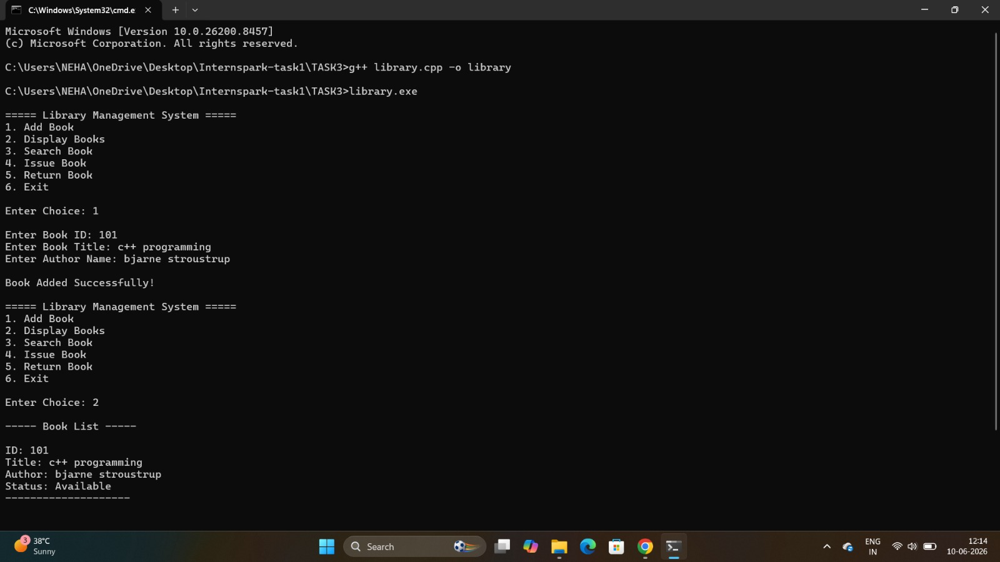 C:\Windows\System32\cmd.e
Microsoft Windows [Version 10.0.26200.8457]
(c) Microsoft Corporation. All rights reserved.
C:\Users\NEHA\OneDrive\Desktop\Internspark-task1\TASK3>g++ library.cpp -o library
C:\Users\NEHA\OneDrive\Desktop\Internspark-task1\TASK3>library.exe
===== Library Management System =====
1. Add Book
2. Display Books
3. Search Book
4. Issue Book
5. Return Book
6. Exit
Enter Choice: 1
Enter Book ID: 101
Enter Book Title: c++ programming
Enter Author Name: bjarne stroustrup
Book Added Successfully!
===== Library Management System =====
1. Add Book
2. Display Books
3. Search Book
4. Issue Book
5. Return Book
6. Exit
Enter Choice: 2
----- Book List -----
ID: 101
Title: c++ programming
Author: bjarne stroustrup
Status: Available
--------------------
3
38°C
Sunny
Search
ENG
IN
12:14
10-06-2026